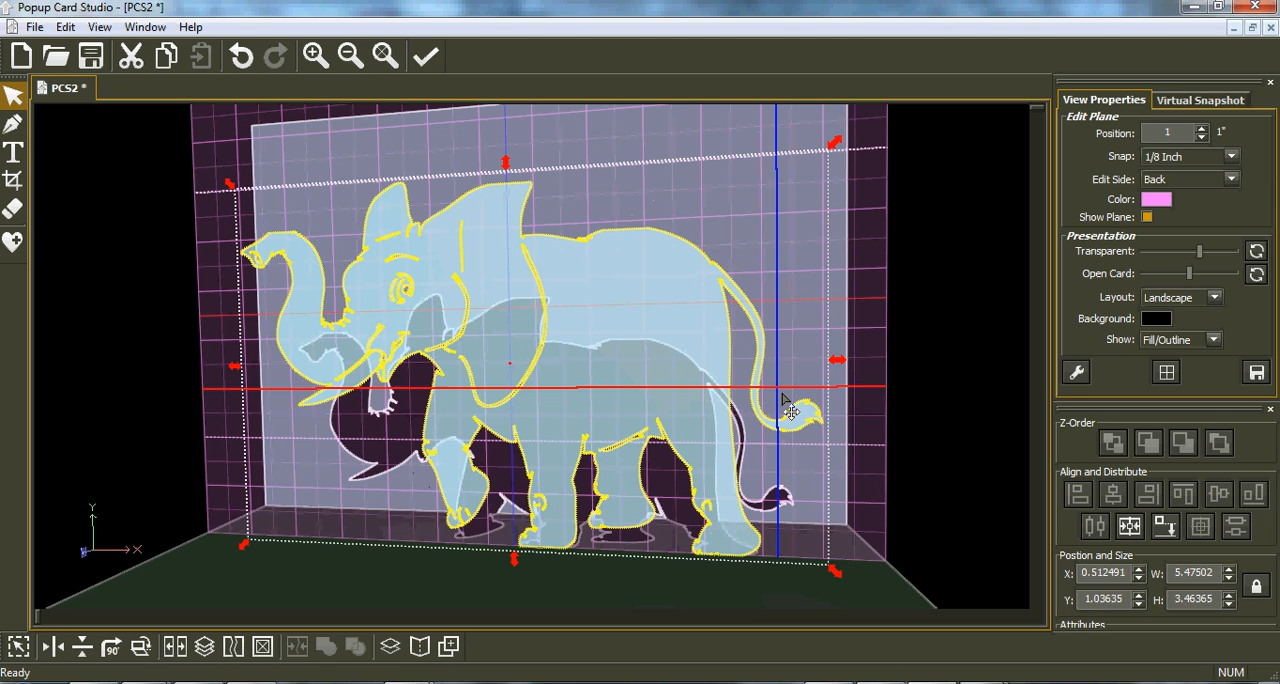 Popup Card Studio - [PCS2 *]
File Edit View Window Help
PCS2 *
View Properties Virtual Snapshot
Edit Plane
Position: 1 1"
Snap: 1/8 Inch
Edit Side: Back
Color:
Show Plane:
Presentation
Transparent:
Open Card:
Layout: Landscape
Background:
Show: Fill/Outline
Z-Order
Align and Distribute
Postion and Size
X: 0.512491 W: 5.47502
Y: 1.03635 H: 3.46365
Attributes
Y
X
90
Ready NUM